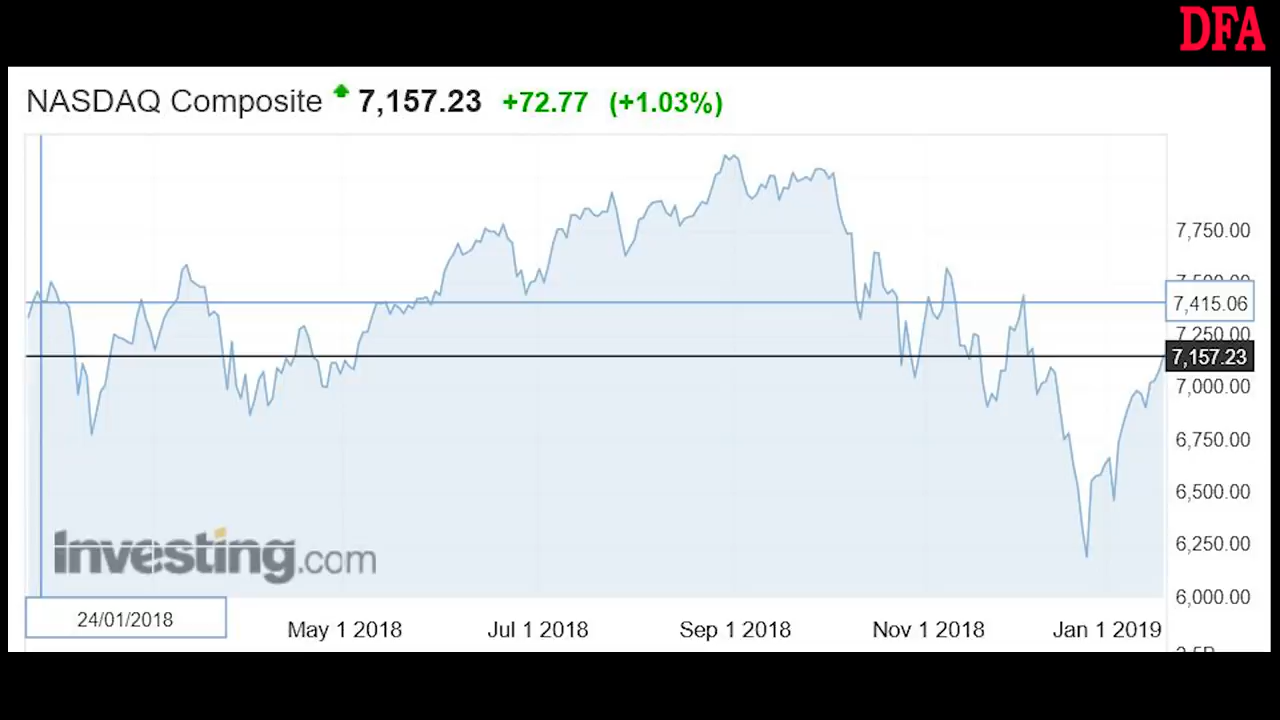 DFA
NASDAQ Composite 7,157.23 +72.77 (+1.03%)
7,750.00
7,500.00
7,415.06
7,250.00
7,157.23
7,000.00
6,750.00
6,500.00
6,250.00
6,000.00
Investing.com
24/01/2018
May 1 2018
Jul 1 2018
Sep 1 2018
Nov 1 2018
Jan 1 2019